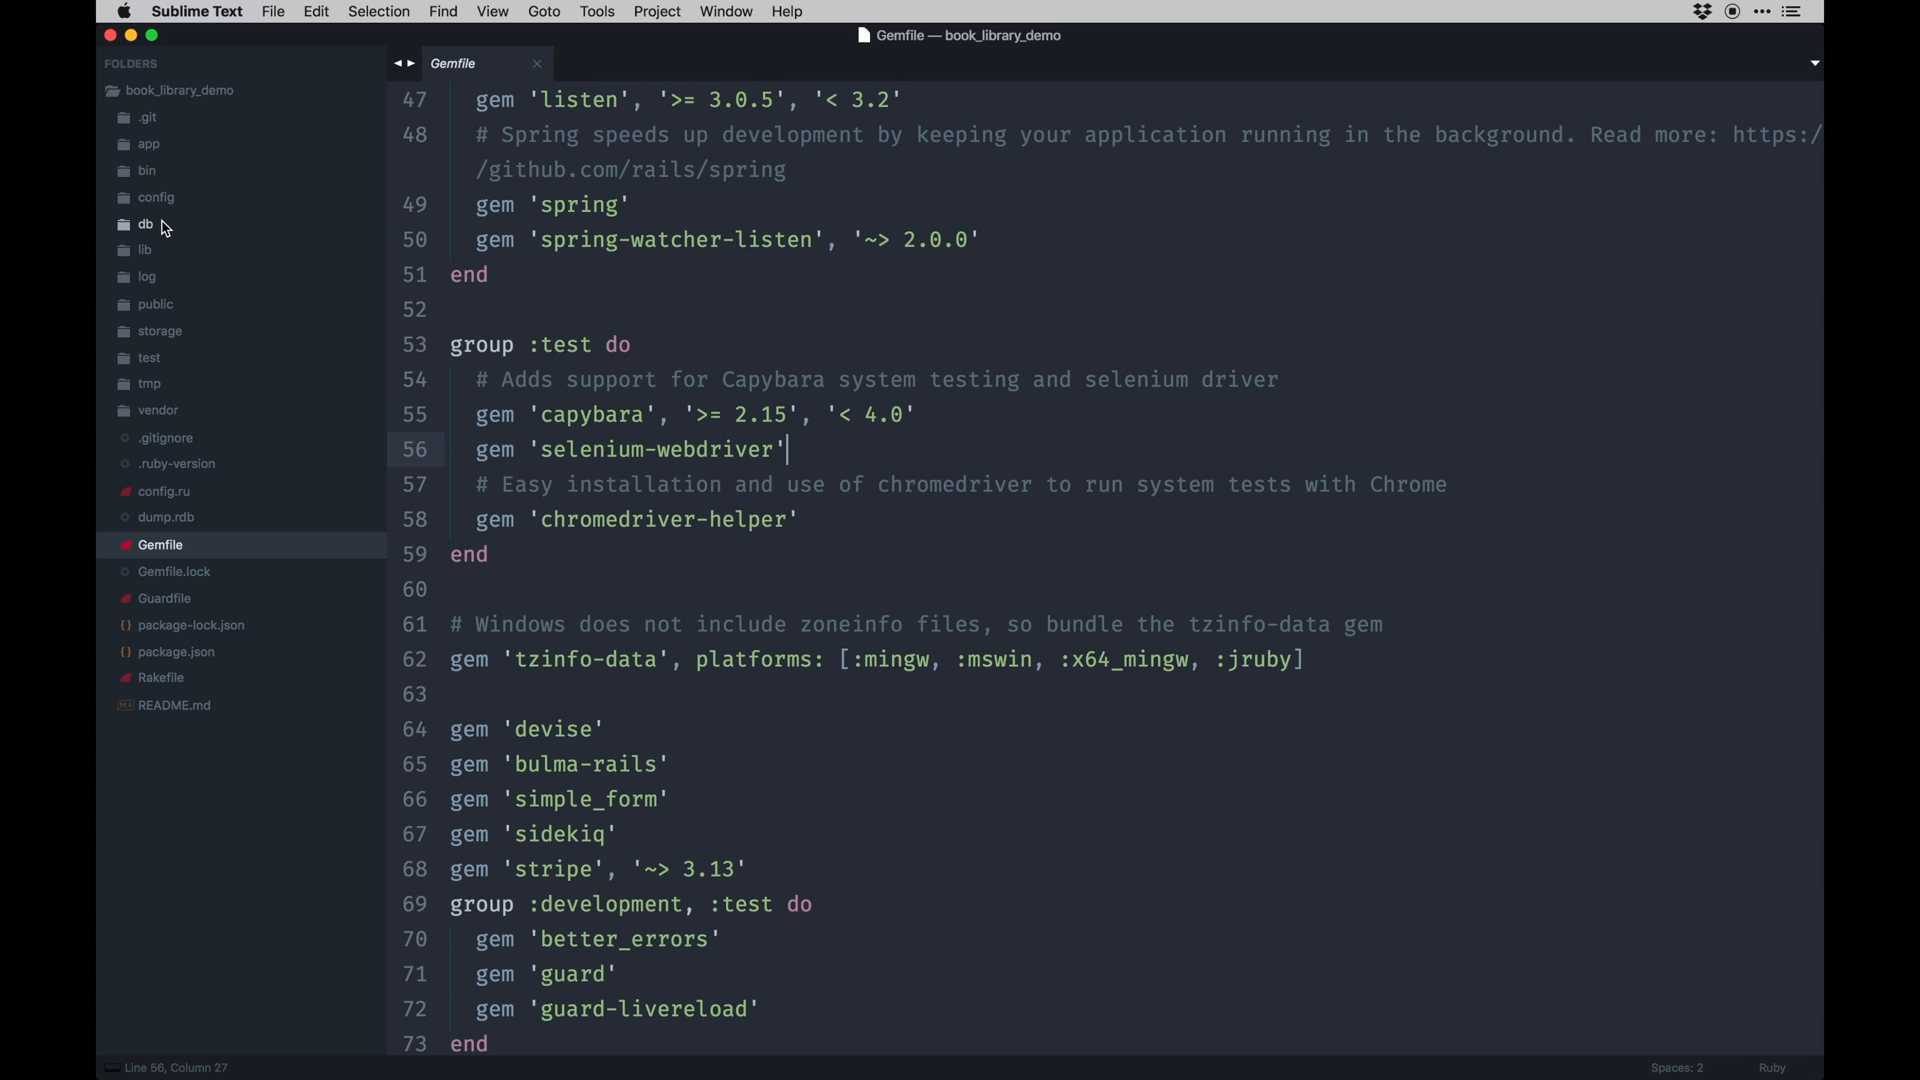 Sublime Text File Edit Selection Find View Goto Tools Project Window Help
Gemfile — book_library_demo
FOLDERS
book_library_demo
.git
app
bin
config
db
lib
log
public
storage
test
tmp
vendor
.gitignore
.ruby-version
config.ru
dump.rdb
Gemfile
Gemfile.lock
Guardfile
package-lock.json
package.json
Rakefile
README.md
Gemfile
47 gem 'listen', '>= 3.0.5', '< 3.2'
48 # Spring speeds up development by keeping your application running in the background. Read more: https:/
/github.com/rails/spring
49 gem 'spring'
50 gem 'spring-watcher-listen', '~> 2.0.0'
51 end
52
53 group :test do
54 # Adds support for Capybara system testing and selenium driver
55 gem 'capybara', '>= 2.15', '< 4.0'
56 gem 'selenium-webdriver'
57 # Easy installation and use of chromedriver to run system tests with Chrome
58 gem 'chromedriver-helper'
59 end
60
61 # Windows does not include zoneinfo files, so bundle the tzinfo-data gem
62 gem 'tzinfo-data', platforms: [:mingw, :mswin, :x64_mingw, :jruby]
63
64 gem 'devise'
65 gem 'bulma-rails'
66 gem 'simple_form'
67 gem 'sidekiq'
68 gem 'stripe', '~> 3.13'
69 group :development, :test do
70 gem 'better_errors'
71 gem 'guard'
72 gem 'guard-livereload'
73 end
Line 56, Column 27
Spaces: 2 Ruby